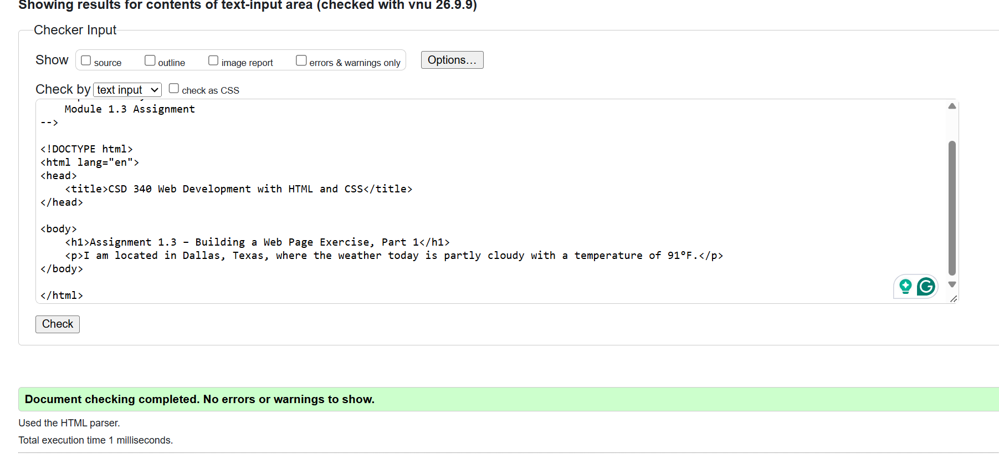 Showing results for contents of text-input area (checked with vnu 26.9.9)
Checker Input
Show source outline image report errors & warnings only Options...
Check by text input check as CSS
Module 1.3 Assignment
-->
<!DOCTYPE html>
<html lang="en">
<head>
<title>CSD 340 Web Development with HTML and CSS</title>
</head>
<body>
<h1>Assignment 1.3 – Building a Web Page Exercise, Part 1</h1>
<p>I am located in Dallas, Texas, where the weather today is partly cloudy with a temperature of 91°F.</p>
</body>
</html>
Check
Document checking completed. No errors or warnings to show.
Used the HTML parser.
Total execution time 1 milliseconds.